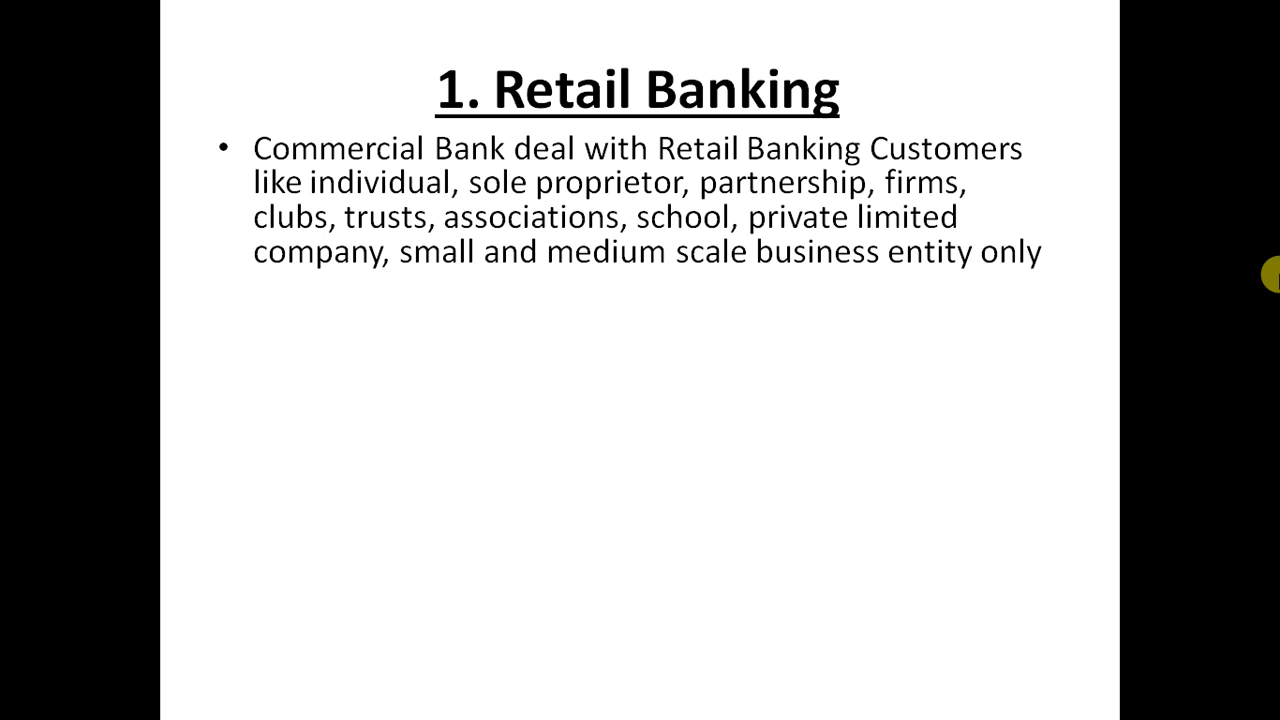 1. Retail Banking
• Commercial Bank deal with Retail Banking Customers
like individual, sole proprietor, partnership, firms,
clubs, trusts, associations, school, private limited
company, small and medium scale business entity only